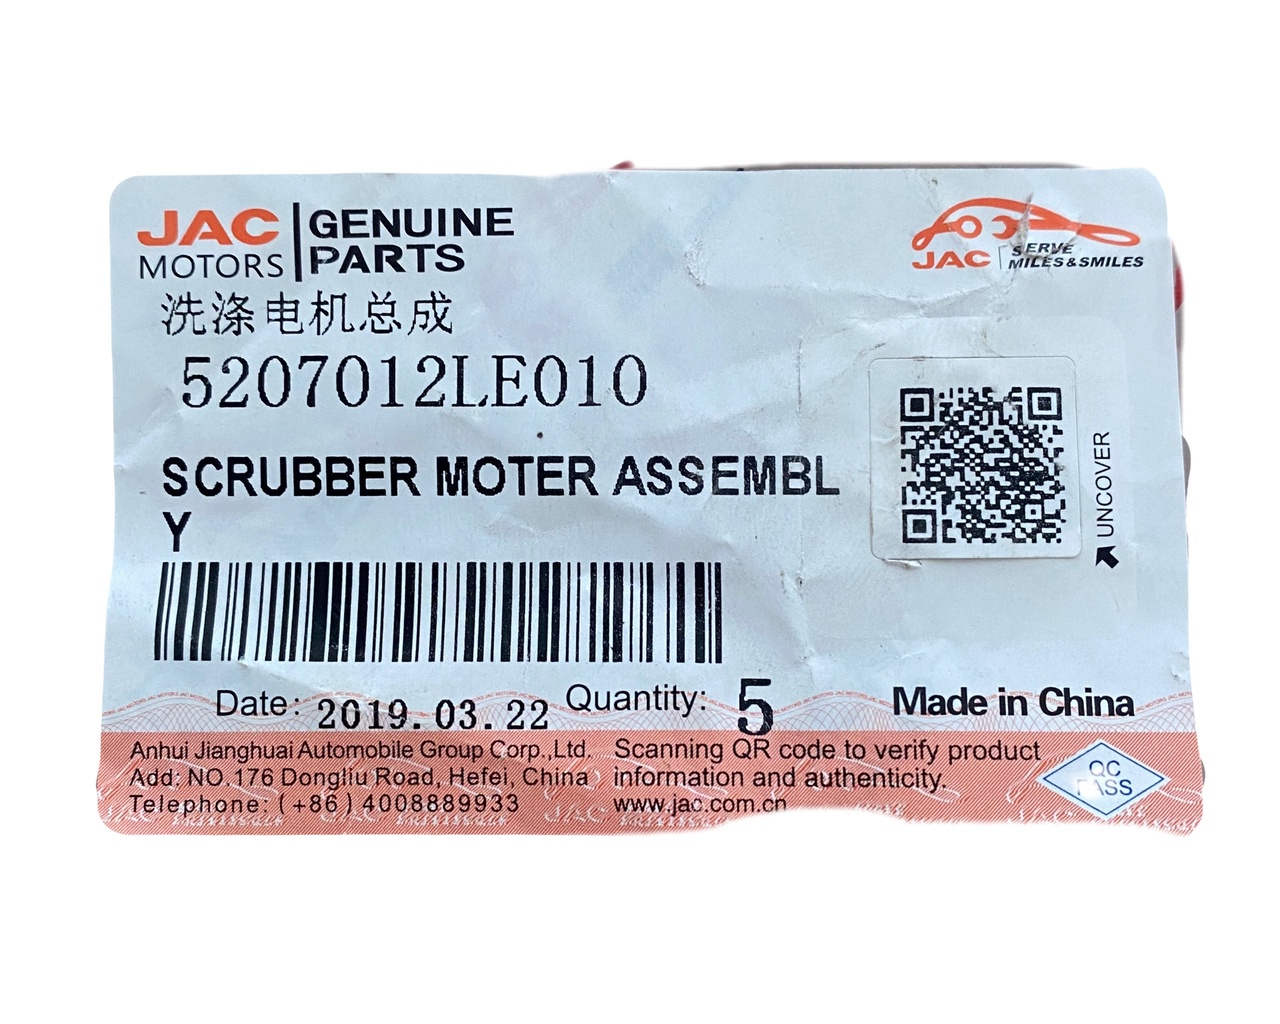 JAC MOTORS
GENUINE PARTS
JAC SERVE MILES&SMILES
洗涤电机总成
5207012LE010
SCRUBBER MOTER ASSEMBL
Y
UNCOVER
Date: 2019.03.22 Quantity: 5 Made in China
Anhui Jianghuai Automobile Group Corp.,Ltd.
Add: NO.176 Dongliu Road, Hefei, China
Telephone: (+86) 4008889933
Scanning QR code to verify product
information and authenticity.
www.jac.com.cn
QC
PASS